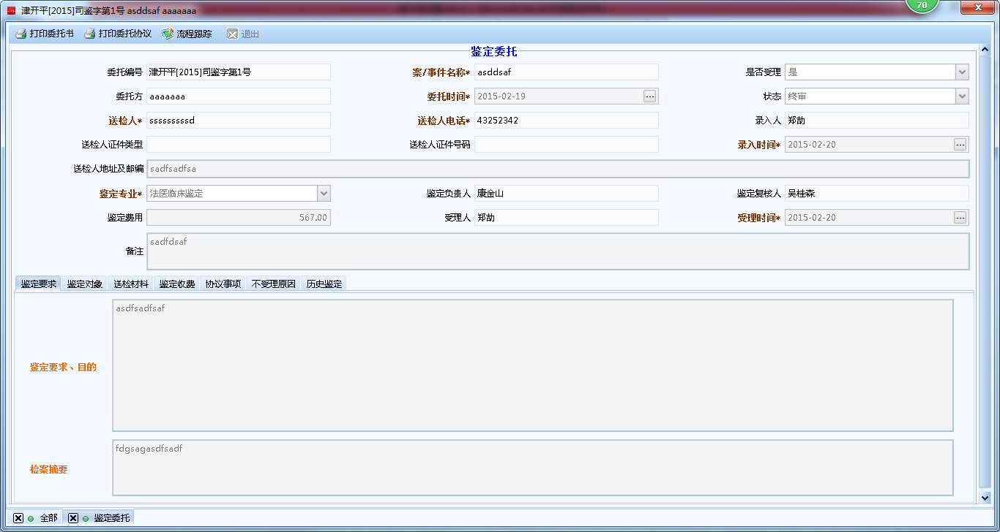 津开平[2015]司鉴字第1号 asddsaf aaaaaaa
70
打印委托书 打印委托协议 流程跟踪 退出
鉴定委托
委托编号 津开平[2015]司鉴字第1号 案/事件名称* asddsaf 是否受理 是
委托方 aaaaaaa 委托时间* 2015-02-19 ... 状态 终审
送检人* sssssssssd 送检人电话* 43252342 录入人 郑劼
送检人证件类型 送检人证件号码 录入时间* 2015-02-20 ...
送检人地址及邮编 sadfsadfsa
鉴定专业* 法医临床鉴定 鉴定负责人 康金山 鉴定复核人 吴桂森
鉴定费用 567.00 受理人 郑劼 受理时间* 2015-02-20 ...
备注 sadfdsaf
鉴定要求 鉴定对象 送检材料 鉴定收费 协议事项 不受理原因 历史鉴定
asdfsadfsaf
鉴定要求、目的
fdgsagasdfsadf
检案摘要
全部 鉴定委托